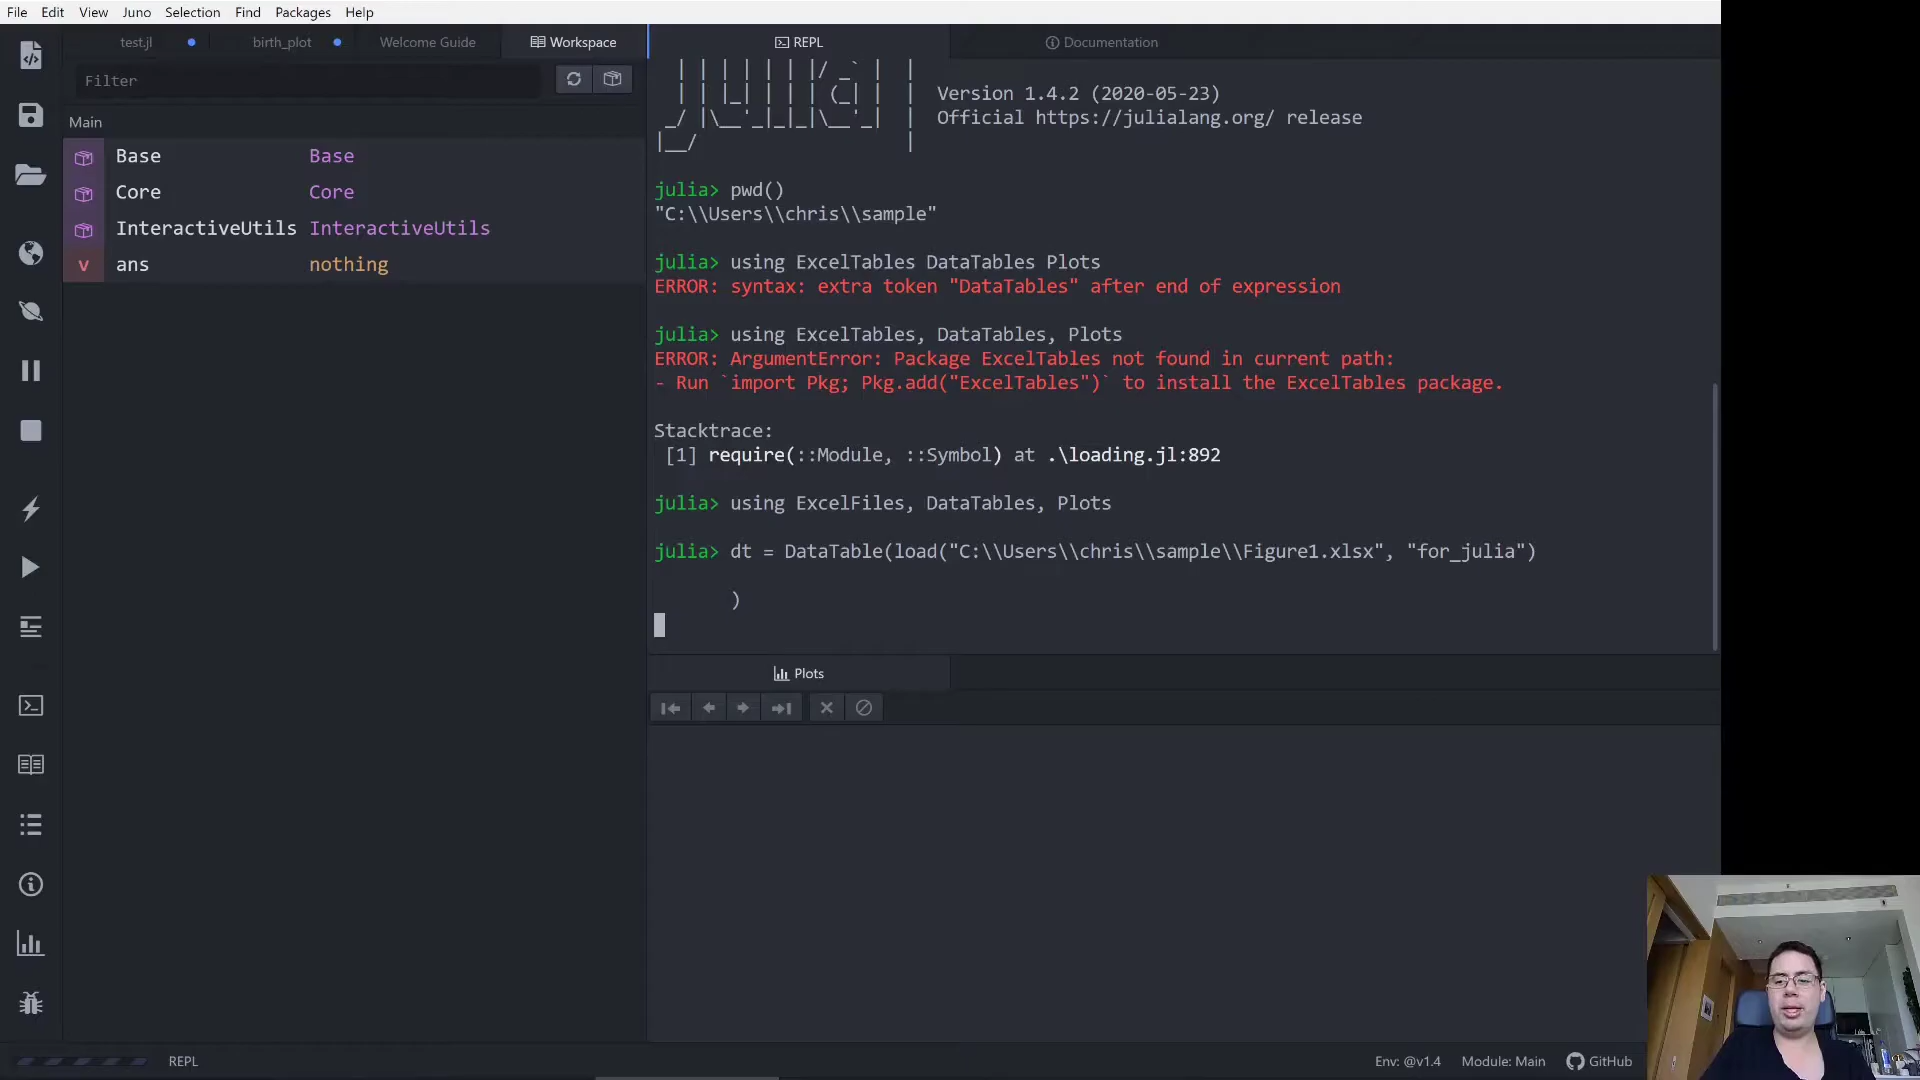 File Edit View Juno Selection Find Packages Help
test.jl birth_plot Welcome Guide Workspace
REPL Documentation
Filter
Main
Base Base
Core Core
InteractiveUtils InteractiveUtils
v ans nothing
| | | | | | |/ _` | |
| | |_| | | | (_| | | Version 1.4.2 (2020-05-23)
_/ |\__'_|_|_|\__'_| | Official https://julialang.org/ release
|__/ |
julia> pwd()
"C:\\Users\\chris\\sample"
julia> using ExcelTables DataTables Plots
ERROR: syntax: extra token "DataTables" after end of expression
julia> using ExcelTables, DataTables, Plots
ERROR: ArgumentError: Package ExcelTables not found in current path:
- Run `import Pkg; Pkg.add("ExcelTables")` to install the ExcelTables package.
Stacktrace:
[1] require(::Module, ::Symbol) at .\loading.jl:892
julia> using ExcelFiles, DataTables, Plots
julia> dt = DataTable(load("C:\\Users\\chris\\sample\\Figure1.xlsx", "for_julia")
)
Plots
REPL
Env: @v1.4 Module: Main GitHub